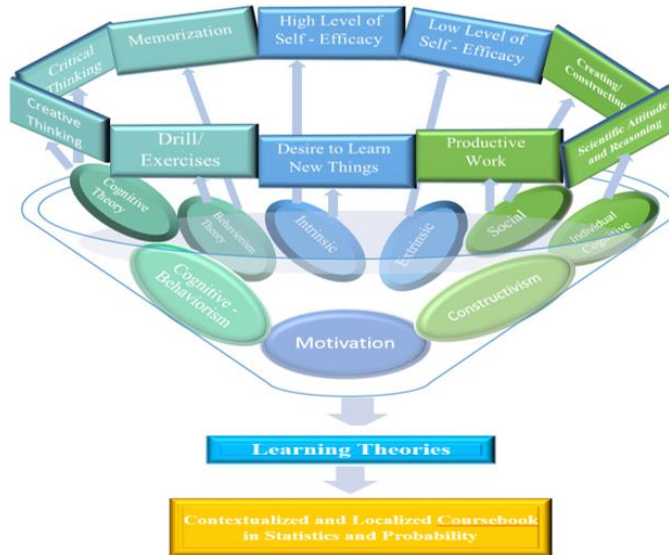 Critical
Thinking
Memorization
High Level of
Self - Efficacy
Low Level of
Self - Efficacy
Creating/
Constructing
Creative
Thinking
Drill/
Exercises
Desire to Learn
New Things
Productive
Work
Scientific Attitude
and Reasoning
Cognitive
Theory
Behaviorism
Theory
Intrinsic
Extrinsic
Social
Individual
Cognitive
Cognitive -
Behaviorism
Motivation
Constructivism
Learning Theories
Contextualized and Localized Coursebook
in Statistics and Probability